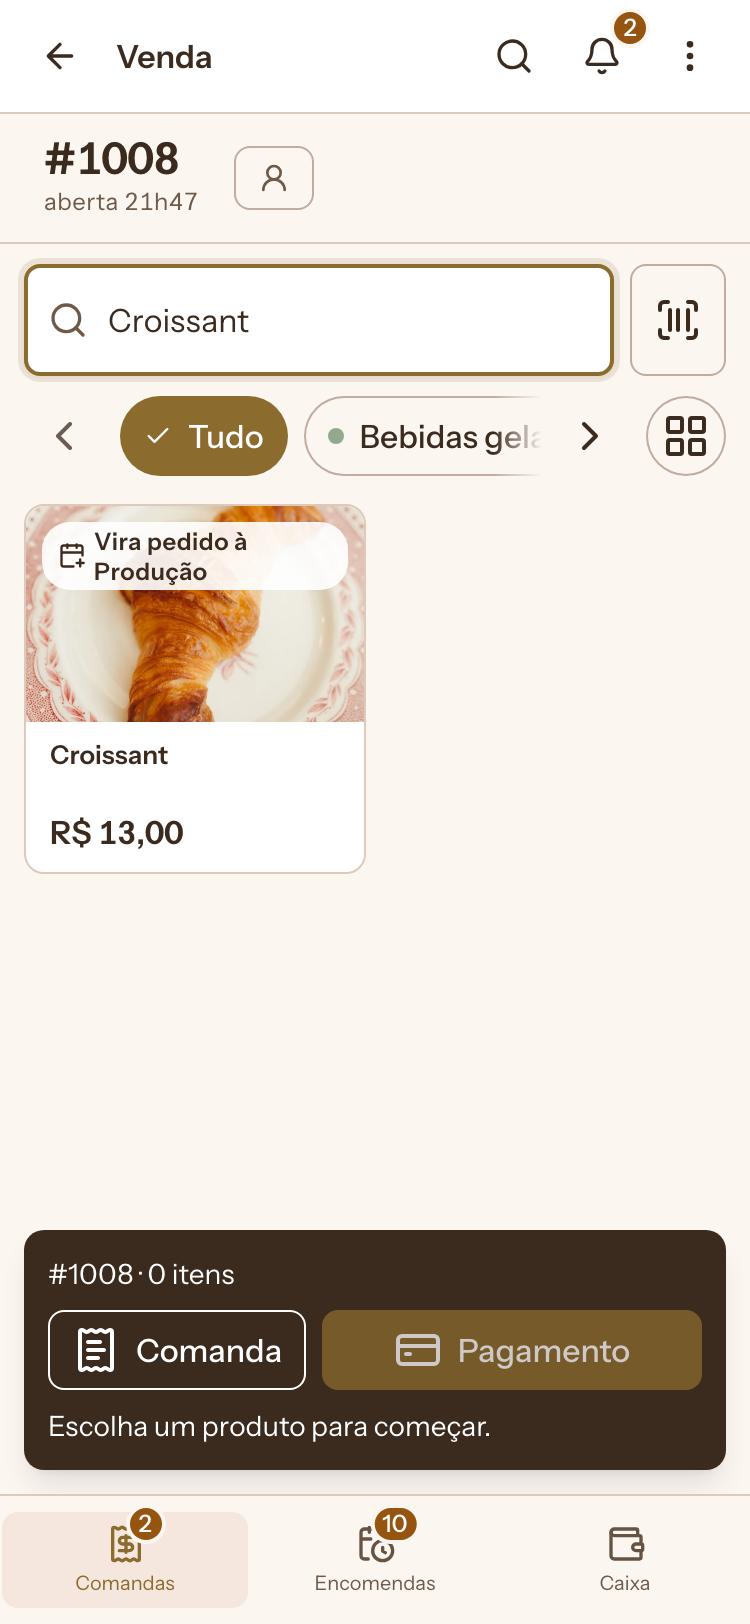 Venda
2
#1008
aberta 21h47
Croissant
Tudo
Bebidas gela
Vira pedido à
Produção
Croissant
R$ 13,00
#1008 · 0 itens
Comanda
Pagamento
Escolha um produto para começar.
2
Comandas
10
Encomendas
Caixa